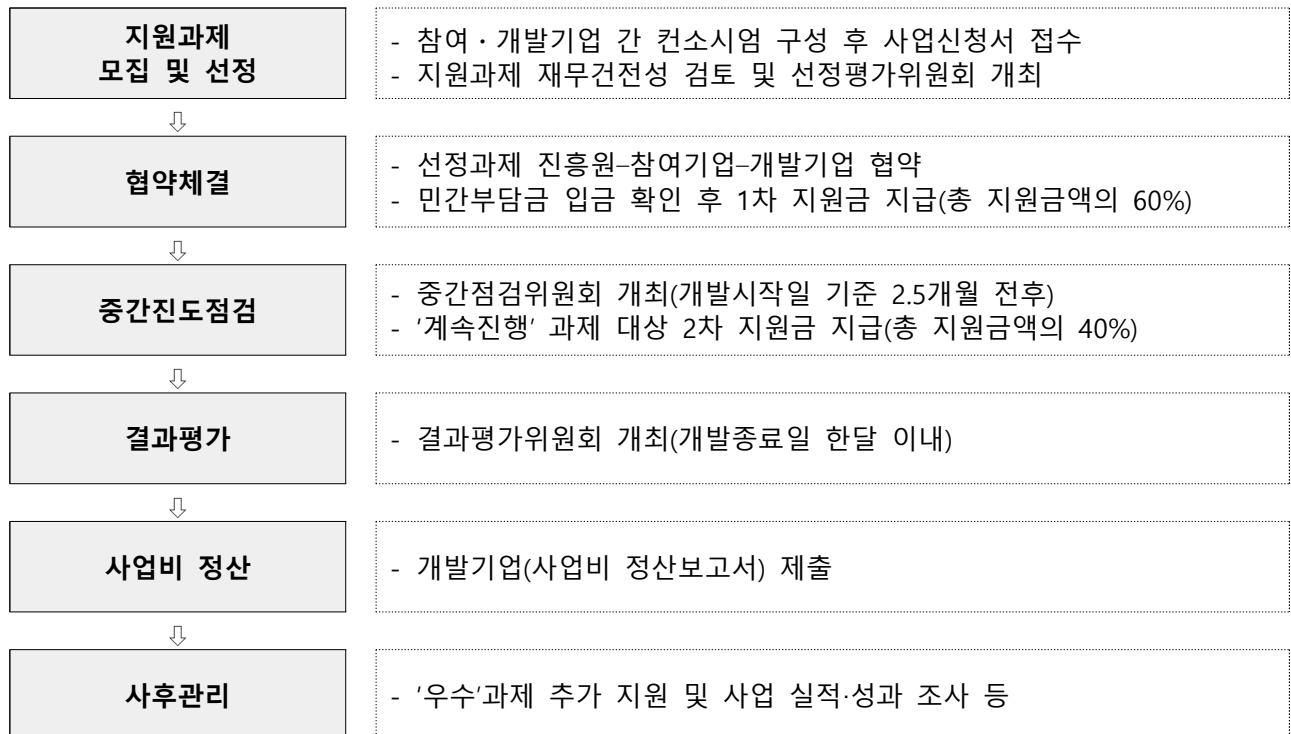 지원과제
모집 및 선정
- 참여・개발기업 간 컨소시엄 구성 후 사업신청서 접수
- 지원과제 재무건전성 검토 및 선정평가위원회 개최
⇩
협약체결
- 선정과제 진흥원–참여기업–개발기업 협약
- 민간부담금 입금 확인 후 1차 지원금 지급(총 지원금액의 60%)
⇩
중간진도점검
- 중간점검위원회 개최(개발시작일 기준 2.5개월 전후)
- '계속진행' 과제 대상 2차 지원금 지급(총 지원금액의 40%)
⇩
결과평가
- 결과평가위원회 개최(개발종료일 한달 이내)
⇩
사업비 정산
- 개발기업(사업비 정산보고서) 제출
⇩
사후관리
- '우수'과제 추가 지원 및 사업 실적·성과 조사 등